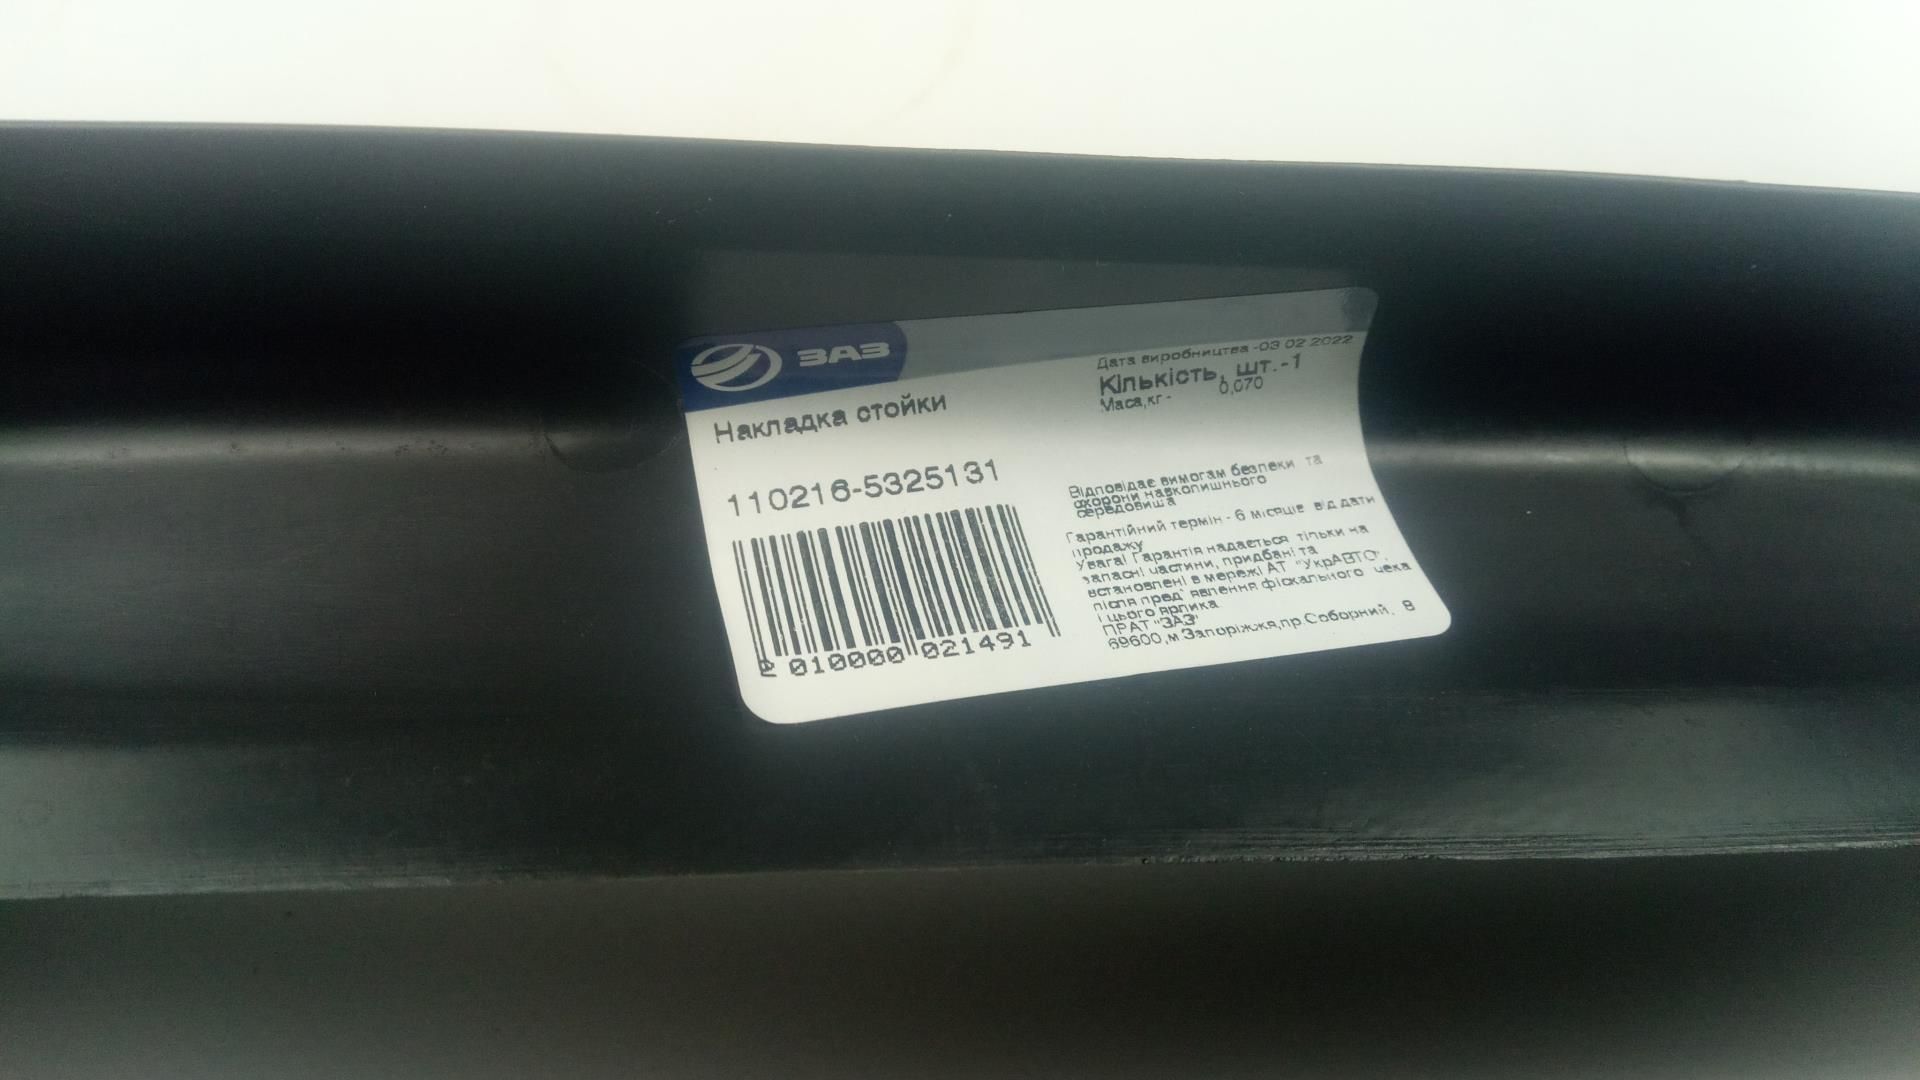 ЗАЗ
Накладка стойки
110216-5325131
2 010000 021491
Дата виробництва -03 02 2022
Кількість, шт.-1
Маса,кг - 0,070
Відповідає вимогам безпеки та
охорони навколишнього
середовища
Гарантійний термін - 6 місяців від дати
продажу
Увага! Гарантія надається тільки на
запасні частини, придбані та
встановлені в мережі АТ "УкрАВТО",
після пред'явлення фіскального чека
і цього ярлика
ПРАТ "ЗАЗ"
69600,м Запоріжжя,пр.Соборний, 8